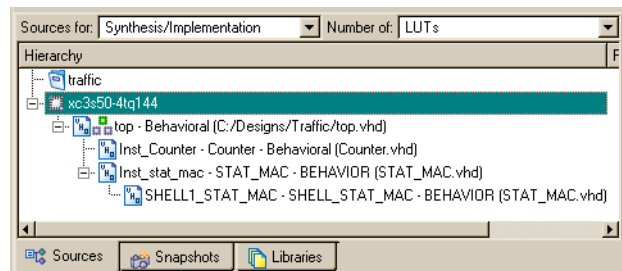 Sources for: Synthesis/Implementation Number of: LUTs
Hierarchy F
traffic
xc3s50-4tq144
top - Behavioral (C:/Designs/Traffic/top.vhd)
Inst_Counter - Counter - Behavioral (Counter.vhd)
Inst_stat_mac - STAT_MAC - BEHAVIOR (STAT_MAC.vhd)
SHELL1_STAT_MAC - SHELL_STAT_MAC - BEHAVIOR (STAT_MAC.vhd)
Sources Snapshots Libraries